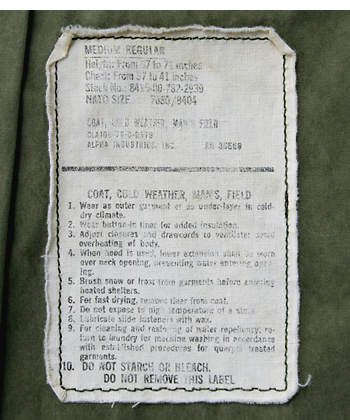 MEDIUM REGULAR
Height: From 67 to 71 inches
Chest: From 37 to 41 inches
Stock No.: 8415-00-782-2939
NATO SIZE 7080/9404
COAT, COLD WEATHER, MAN'S FIELD
ALPHA INDUSTRIES, INC.
COAT, COLD WEATHER, MAN'S, FIELD
1. Wear as outer garment or as under-layer in cold-
dry climate.
2. Wear button-in liner for added insulation.
3. Adjust closures and drawcords to ventilate; avoid
overheating of body.
4. When hood is used, lower extension shall be worn
over neck opening, preventing water entering open-
ing.
5. Brush snow or frost from garments before entering
heated shelters.
6. For fast drying, remove liner from coat.
7. Do not expose to high temperature of a stove.
8. Lubricate slide fasteners with wax.
9. For cleaning and restoring of water repellency, re-
turn to laundry for machine washing in accordance
with established procedures for quarpel treated
garments.
10. DO NOT STARCH OR BLEACH.
DO NOT REMOVE THIS LABEL